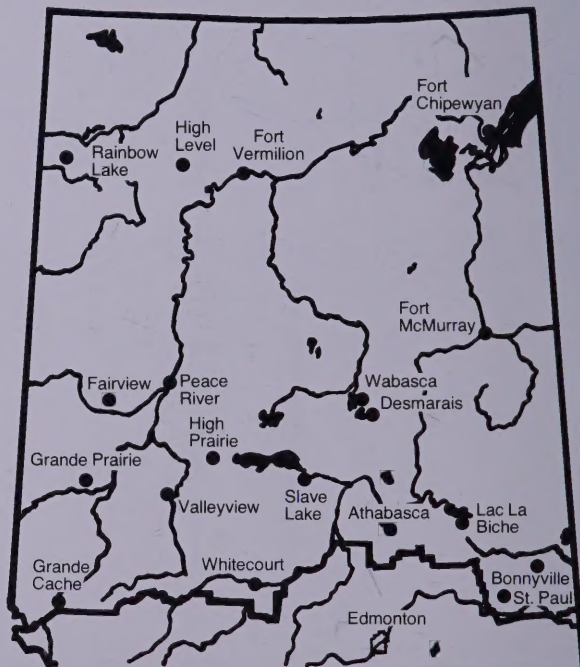 Fort
Chipewyan
High
Level
Fort
Vermilion
Rainbow
Lake
Fort
McMurray
Fairview
Peace
River
Wabasca
Desmarais
High
Prairie
Grande Prairie
Valleyview
Slave
Lake
Athabasca
Lac La
Biche
Grande
Cache
Whitecourt
Bonnyville
St. Paul
Edmonton